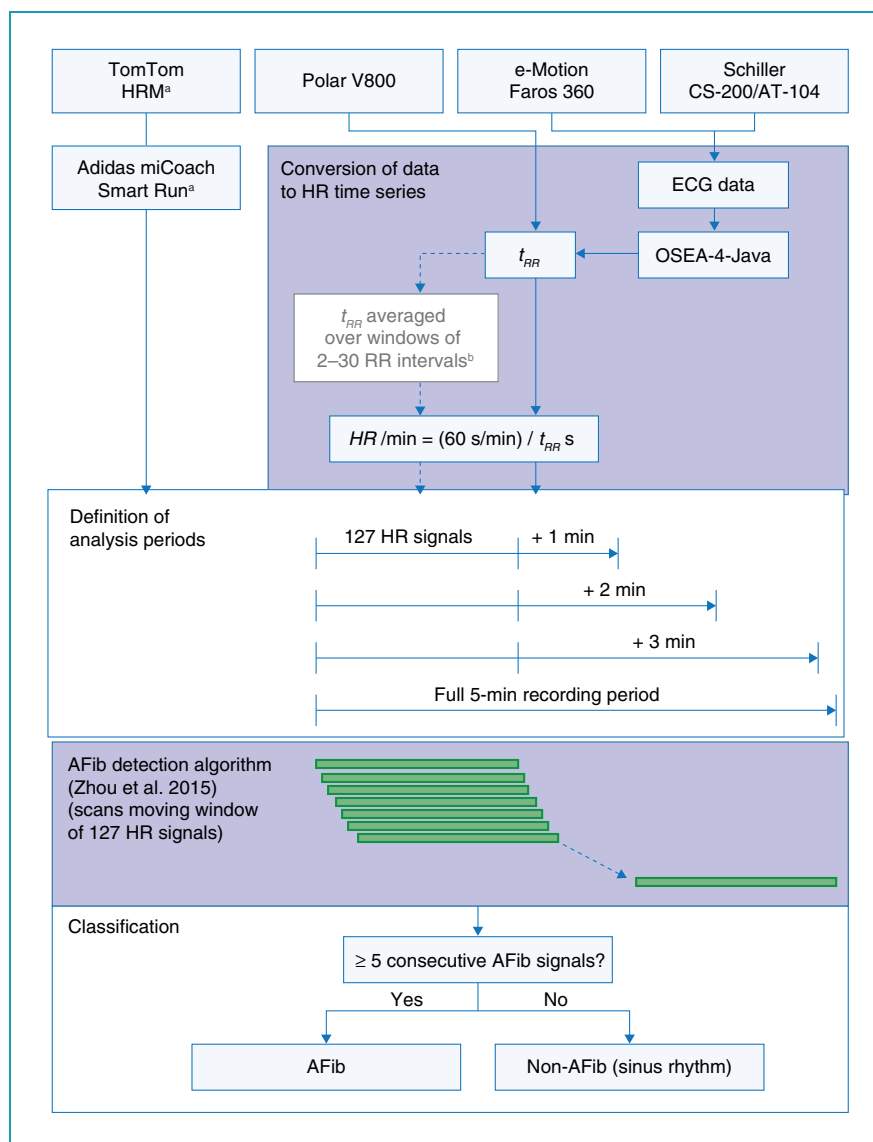 TomTom
HRMᵃ
Polar V800
e-Motion
Faros 360
Schiller
CS-200/AT-104
Adidas miCoach
Smart Runᵃ
Conversion of data
to HR time series
ECG data
t_RR
OSEA-4-Java
t_RR averaged
over windows of
2–30 RR intervalsᵇ
HR /min = (60 s/min) / t_RR s
Definition of
analysis periods
127 HR signals
+ 1 min
+ 2 min
+ 3 min
Full 5-min recording period
AFib detection algorithm
(Zhou et al. 2015)
(scans moving window
of 127 HR signals)
Classification
≥ 5 consecutive AFib signals?
Yes
No
AFib
Non-AFib (sinus rhythm)